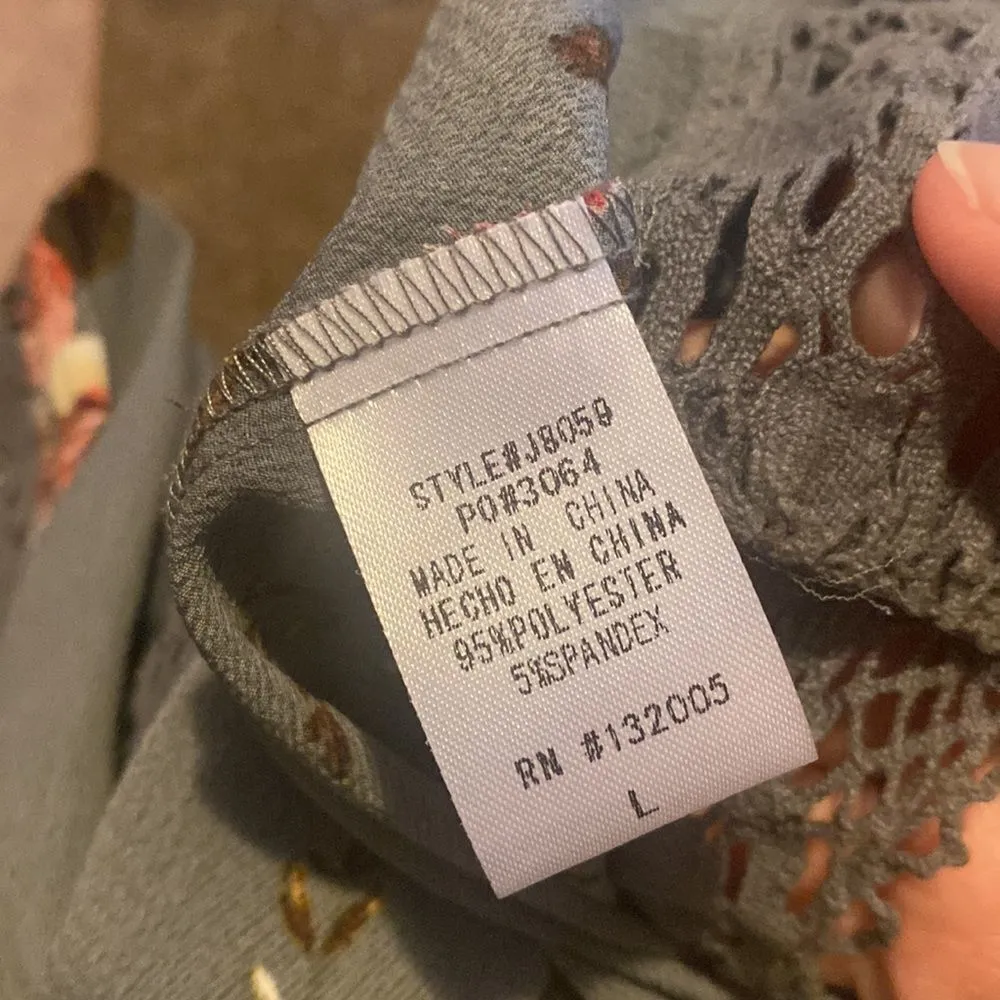 STYLE#J8059
PO#3064
MADE IN CHINA
HECHO EN CHINA
95%POLYESTER
5%SPANDEX
RN #132005
L